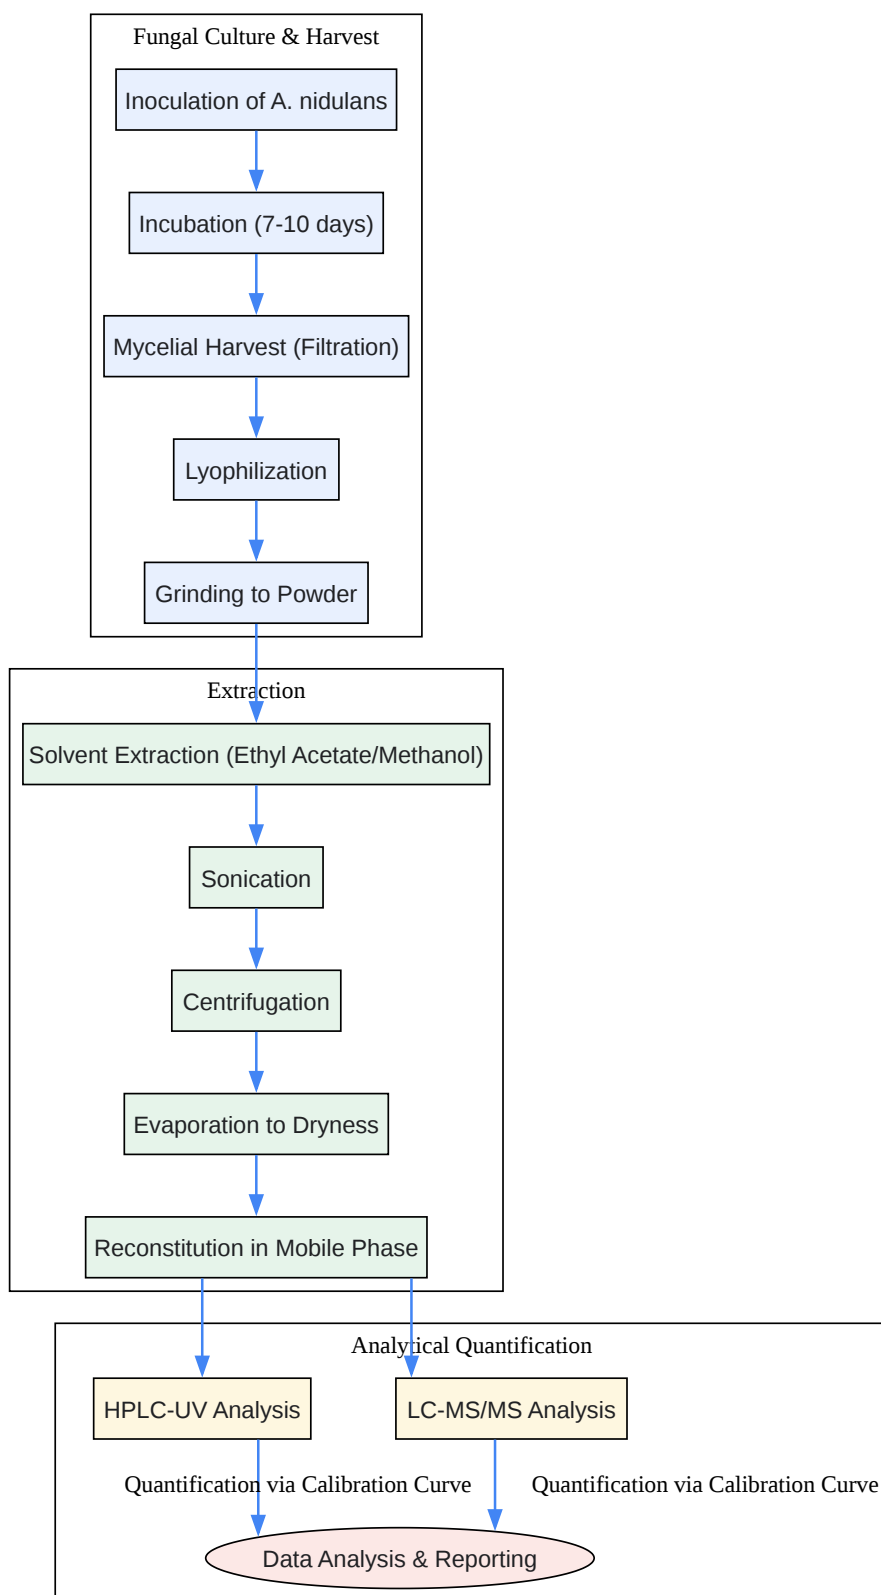 Fungal Culture & Harvest
Inoculation of A. nidulans
Incubation (7-10 days)
Mycelial Harvest (Filtration)
Lyophilization
Grinding to Powder
Extraction
Solvent Extraction (Ethyl Acetate/Methanol)
Sonication
Centrifugation
Evaporation to Dryness
Reconstitution in Mobile Phase
Analytical Quantification
HPLC-UV Analysis
LC-MS/MS Analysis
Quantification via Calibration Curve
Quantification via Calibration Curve
Data Analysis & Reporting